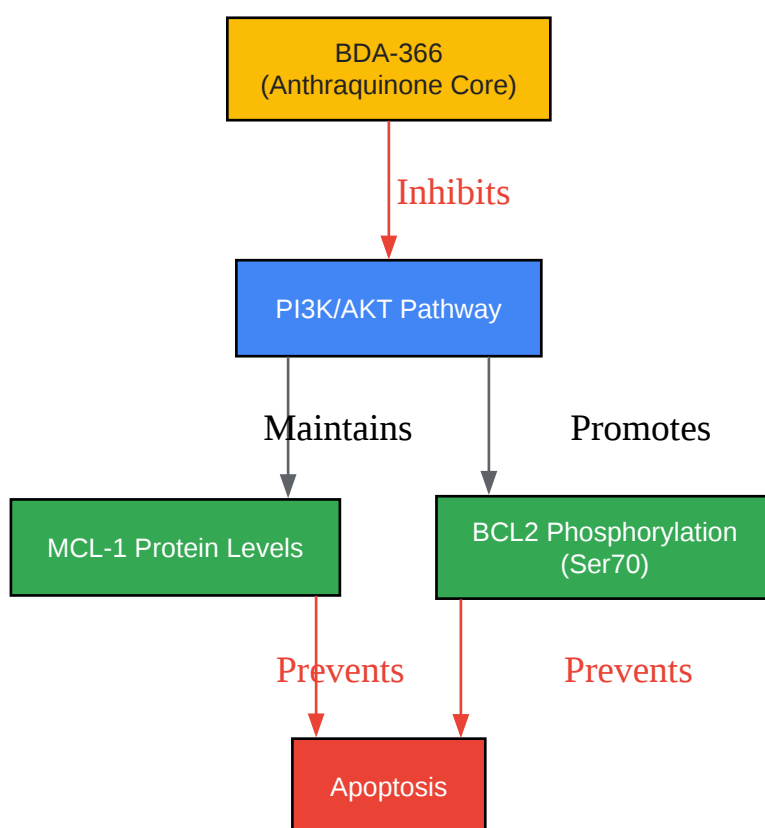 BDA-366
(Anthraquinone Core)
Inhibits
PI3K/AKT Pathway
Maintains
Promotes
MCL-1 Protein Levels
BCL2 Phosphorylation
(Ser70)
Prevents
Prevents
Apoptosis